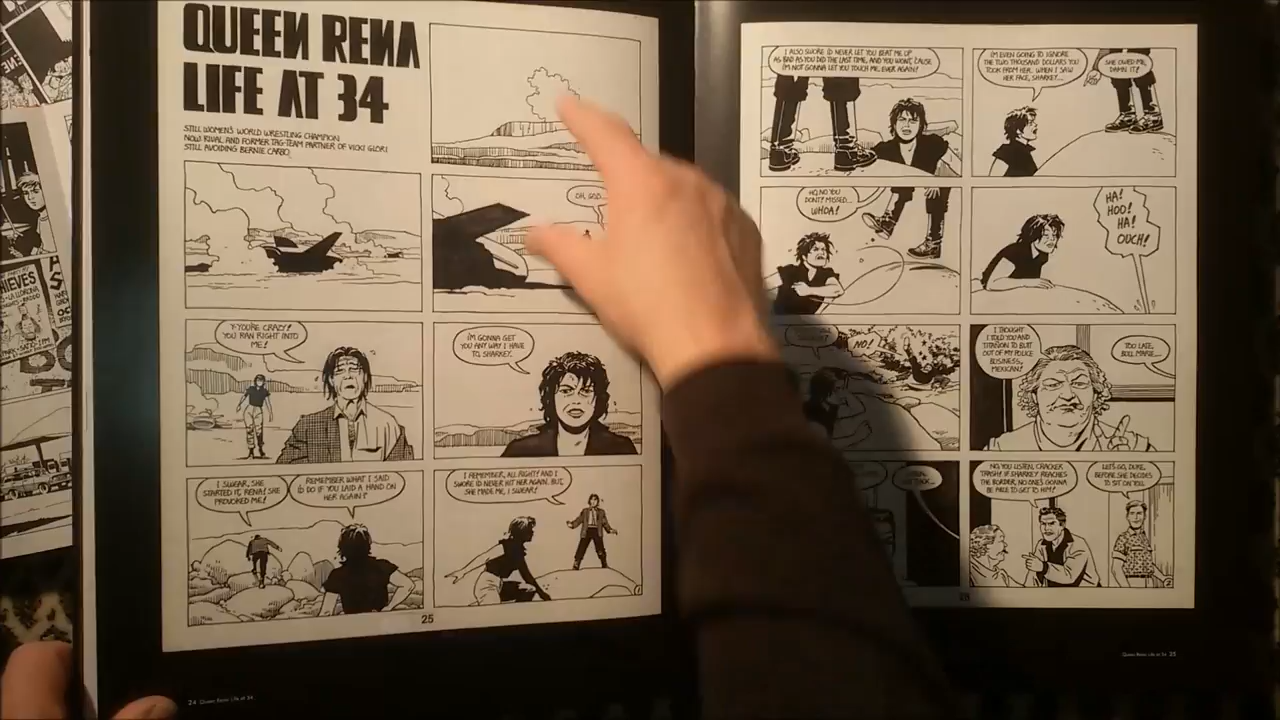 QUEEN RENA
LIFE AT 34
STILL WOMEN'S WORLD WRESTLING CHAMPION
NOW RIVAL AND FORMER TAG-TEAM PARTNER OF VICKI GLORI
STILL AVOIDING BERNIE CARBO
OH, GOD...
Y-YOU'RE CRAZY!
YOU RAN RIGHT INTO
ME!
I'M GONNA GET
YOU ANY WAY I HAVE
TO, SHARKEY.
I SWEAR, SHE
STARTED IT, RENA! SHE
PROVOKED ME!
REMEMBER WHAT I SAID
I'D DO IF YOU LAID A HAND ON
HER AGAIN?
I REMEMBER, ALL RIGHT! AND I
SWORE I'D NEVER HIT HER AGAIN. BUT,
SHE MADE ME, I SWEAR!
1
25
24 Queen Rena Life at 34
I ALSO SWORE I'D NEVER LET YOU BEAT ME UP
AS BAD AS YOU DID THE LAST TIME, AND YOU WON'T, 'CAUSE
I'M NOT GONNA LET YOU TOUCH ME, EVER AGAIN!
I'M EVEN GOING TO IGNORE
THE TWO THOUSAND DOLLARS YOU
TOOK FROM HER. WHEN I SAW
HER FACE, SHARKEY...
SHE OWED ME,
DAMN IT!
HO, NO YOU
DON'T! MISSED...
WHOA!
HA!
HOO!
HA!
OUCH!
NO!
I THOUGHT
I TOLD YOU AND
TITAÑON TO BUTT
OUT OF MY POLICE
BUSINESS,
MEXICAN!
TOO LATE,
BULL MARIE...
NO, YOU LISTEN, CRACKER
TRASH! IF SHARKEY REACHES
THE BORDER, NO ONE'S GONNA
BE ABLE TO GET TO HIM!
LET'S GO, DUKE,
BEFORE SHE DECIDES
TO SIT ON YOU!
2
Queen Rena Life at 34 25
HIEVES
LA LLORONA